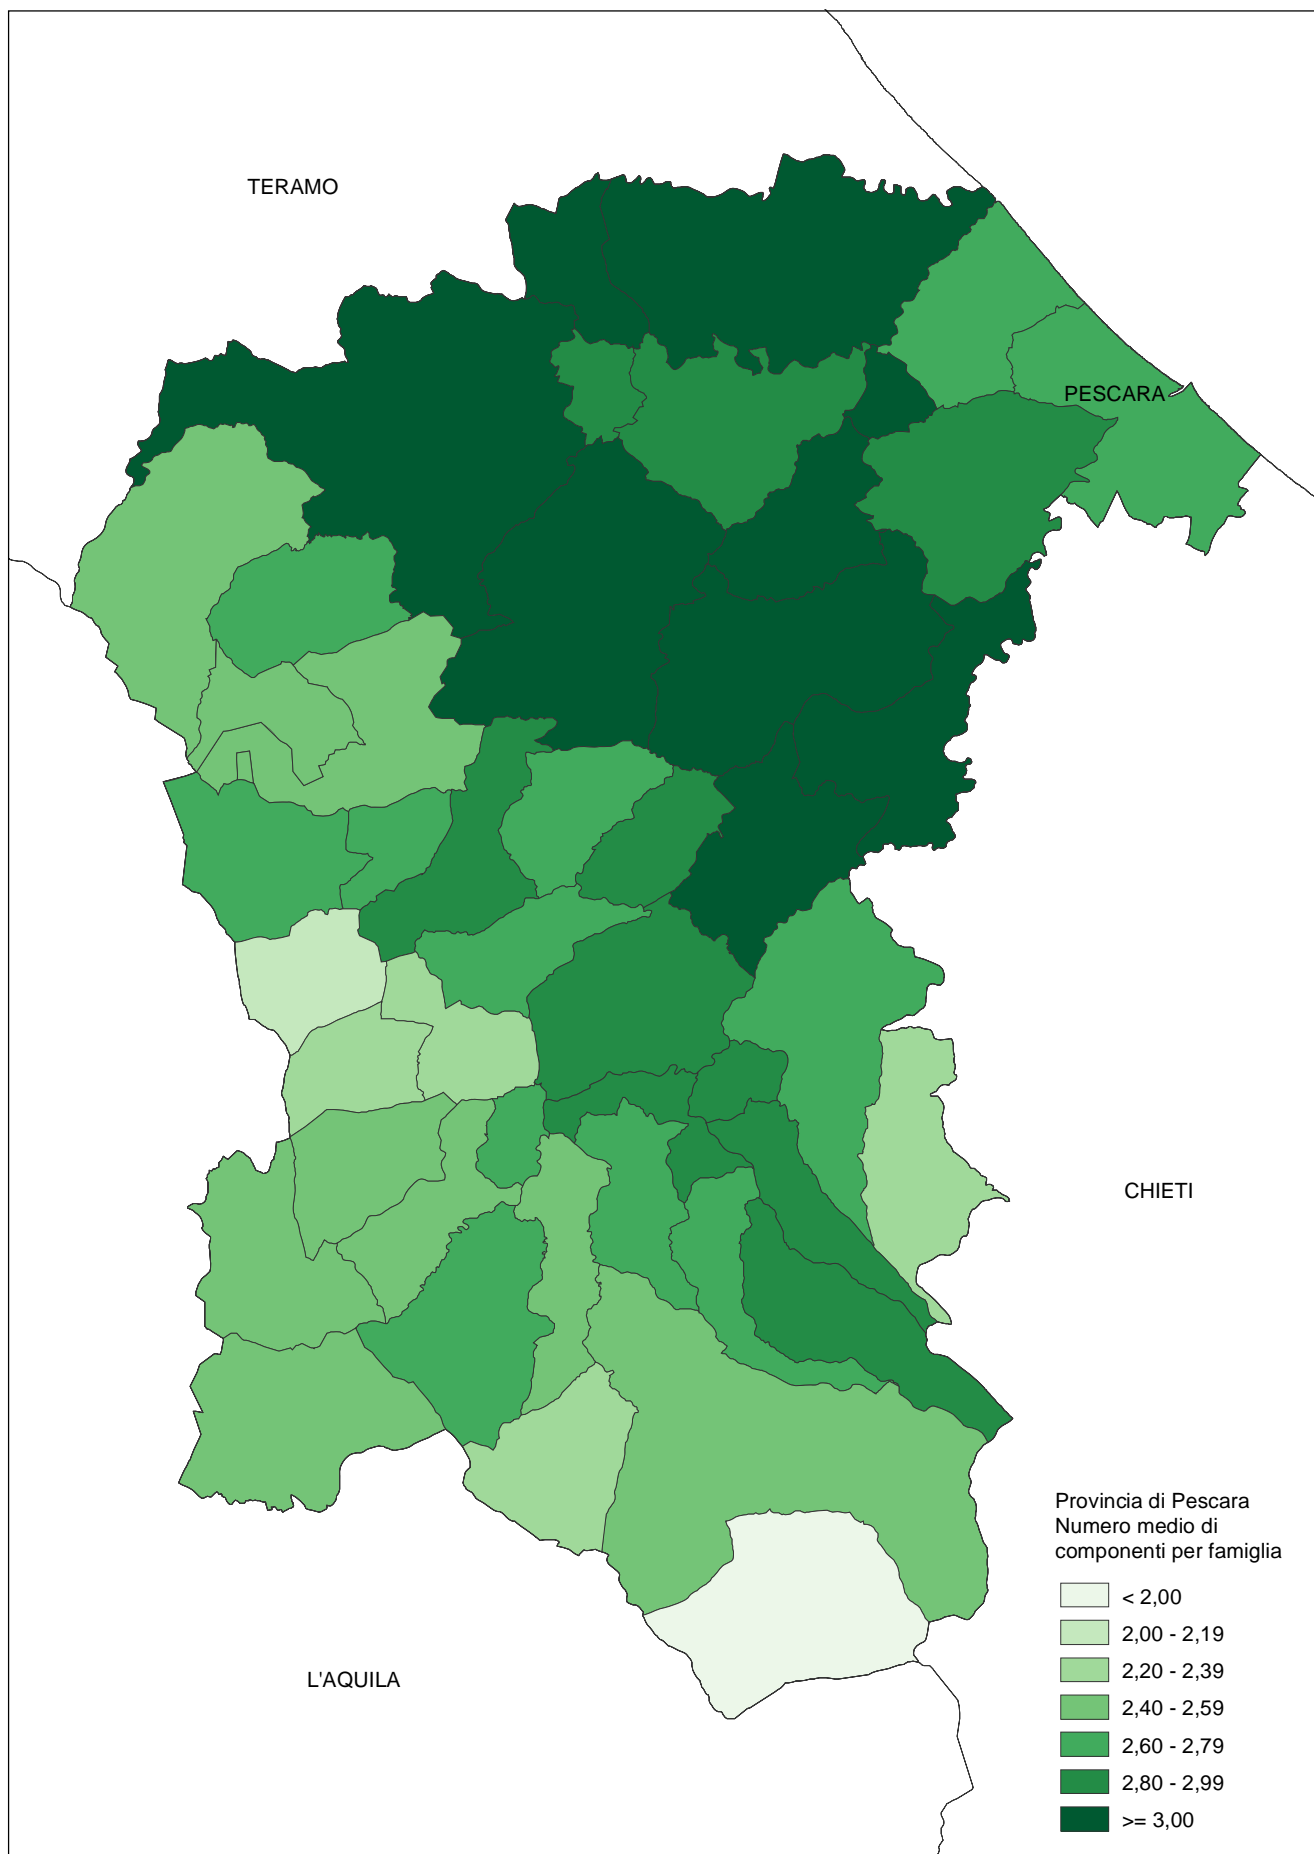 TERAMO
PESCARA
CHIETI
L'AQUILA
Provincia di Pescara
Numero medio di
componenti per famiglia
< 2,00
2,00 - 2,19
2,20 - 2,39
2,40 - 2,59
2,60 - 2,79
2,80 - 2,99
>= 3,00